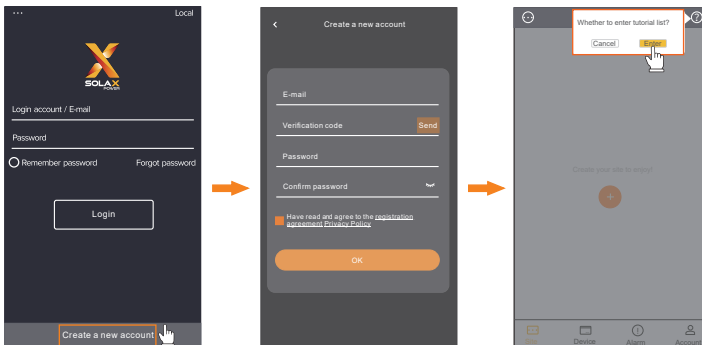 ... Local
SOLAX
POWER
Login account / E-mail
Password
Remember password Forgot password
Login
Create a new account
Create a new account
E-mail
Verification code Send
Password
Confirm password
Have read and agree to the registration
agreement Privacy Policy
OK
Whether to enter tutorial list?
Cancel Enter
?
Create your site to enjoy!
+
Site Device Alarm Account